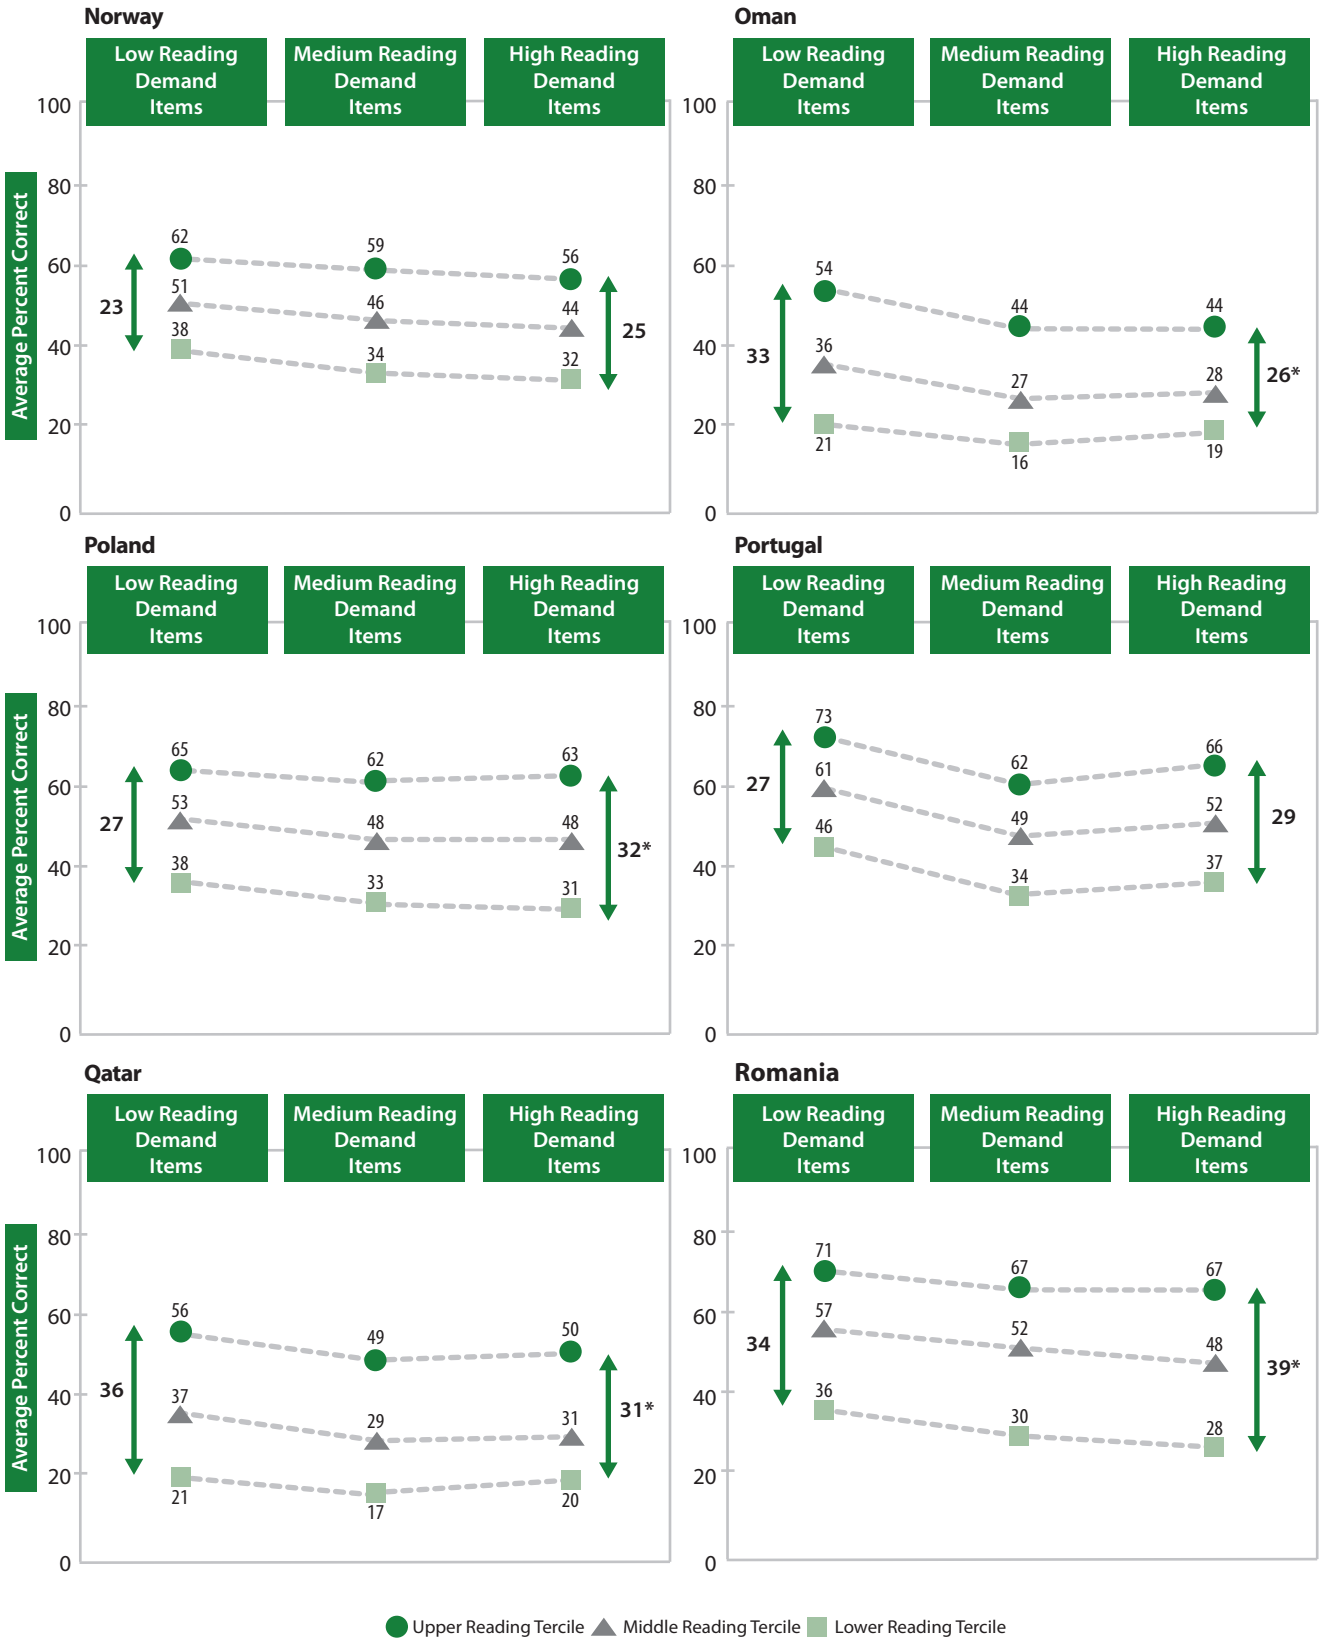 Norway
Low Reading
Demand
Items
Medium Reading
Demand
Items
High Reading
Demand
Items
Average Percent Correct
100
80
60
40
20
0
62
59
56
51
46
44
38
34
32
23
25
Oman
Low Reading
Demand
Items
Medium Reading
Demand
Items
High Reading
Demand
Items
100
80
60
40
20
0
54
44
44
36
27
28
21
16
19
33
26*
Poland
Low Reading
Demand
Items
Medium Reading
Demand
Items
High Reading
Demand
Items
Average Percent Correct
100
80
60
40
20
0
65
62
63
53
48
48
38
33
31
27
32*
Portugal
Low Reading
Demand
Items
Medium Reading
Demand
Items
High Reading
Demand
Items
100
80
60
40
20
0
73
62
66
61
49
52
46
34
37
27
29
Qatar
Low Reading
Demand
Items
Medium Reading
Demand
Items
High Reading
Demand
Items
Average Percent Correct
100
80
60
40
20
0
56
49
50
37
29
31
21
17
20
36
31*
Romania
Low Reading
Demand
Items
Medium Reading
Demand
Items
High Reading
Demand
Items
100
80
60
40
20
0
71
67
67
57
52
48
36
30
28
34
39*
Upper Reading Tercile Middle Reading Tercile Lower Reading Tercile